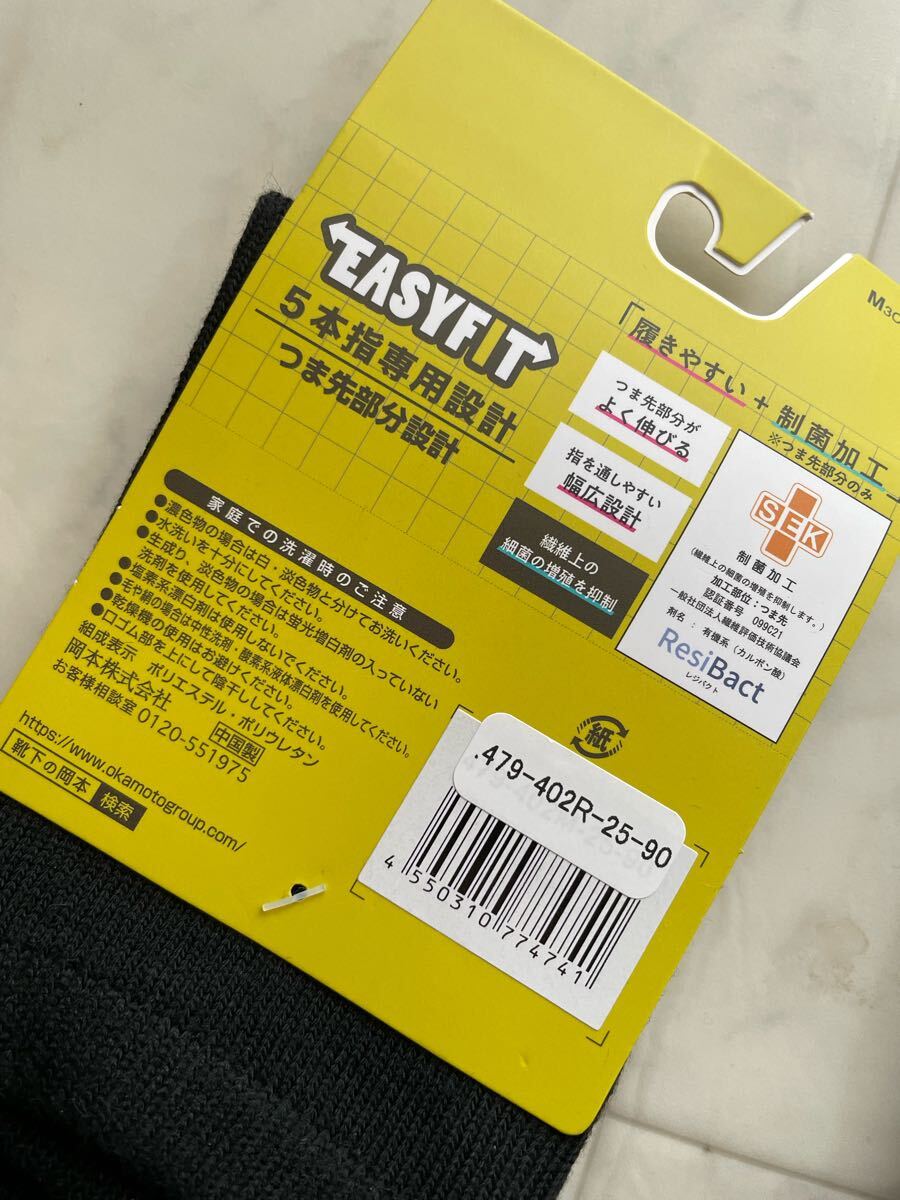 M3C
EASYFIT
5本指専用設計
つま先部分設計
「履きやすい + 制菌加工」
※つま先部分のみ
つま先部分が
よく伸びる
指を通しやすい
幅広設計
繊維上の
細菌の増殖を抑制
SEK
制菌加工
(繊維上の細菌の増殖を抑制します。)
加工部位:つま先
認証番号 099C21
一般社団法人繊維評価技術協議会
剤名:有機系(カルボン酸)
ResiBact
レジバクト
家庭での洗濯時のご注意
●濃色物の場合は白・淡色物と分けてお洗いください。
●水洗いを十分にしてください。
●生成り、淡色物の場合は蛍光増白剤の入っていない
洗剤を使用してください。
●塩素系漂白剤は使用しないでください。
●毛や絹の場合は中性洗剤・酸素系液体漂白剤を使用してください。
●乾燥機の使用はお避けください。
●口ゴム部を上にして陰干ししてください。
組成表示 ポリエステル・ポリウレタン
岡本株式会社 中国製
お客様相談室 0120-551975
https://www.okamotogroup.com/
靴下の岡本 検索
紙
.479-402R-25-90
4 550310 774741